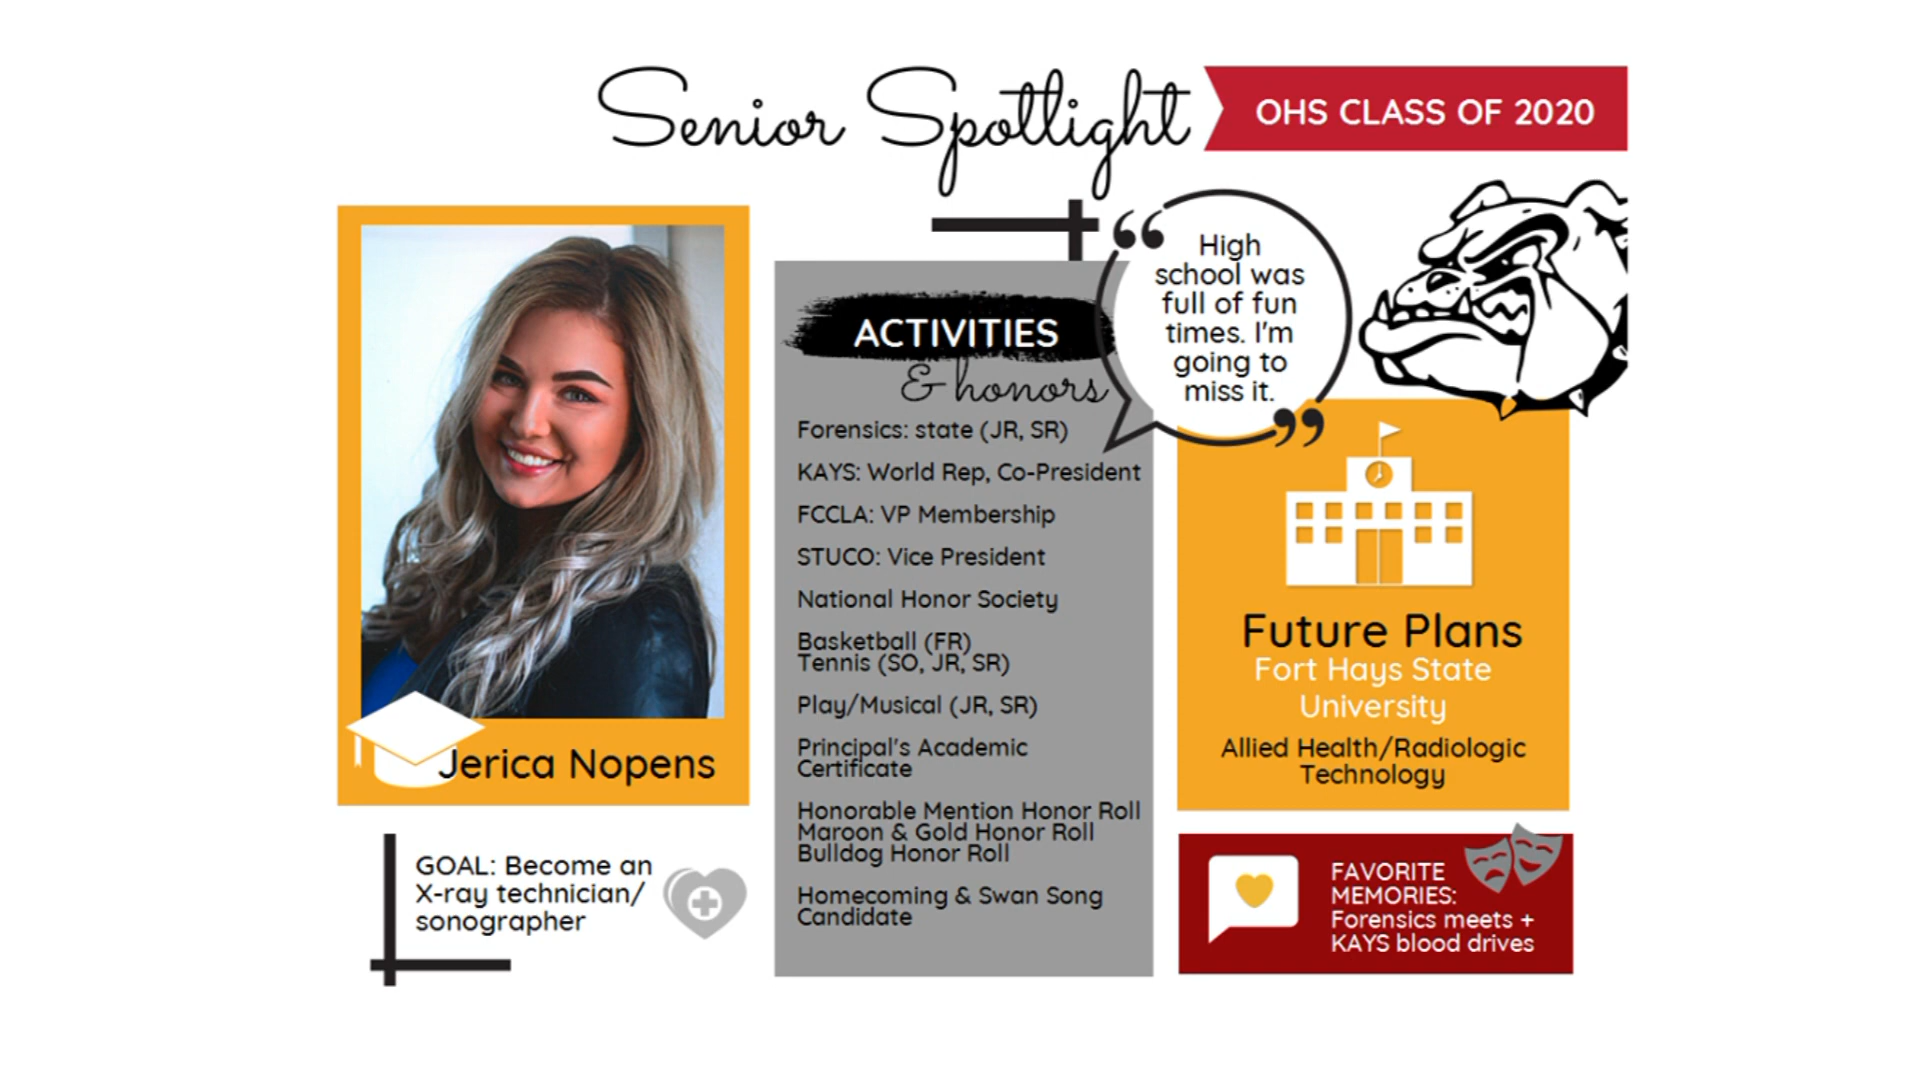 Senior Spotlight
OHS CLASS OF 2020
“ High
school was
full of fun
times. I'm
going to
miss it. ”
ACTIVITIES
& honors
Forensics: state (JR, SR)
KAYS: World Rep, Co-President
FCCLA: VP Membership
STUCO: Vice President
National Honor Society
Basketball (FR)
Tennis (SO, JR, SR)
Play/Musical (JR, SR)
Principal's Academic
Certificate
Honorable Mention Honor Roll
Maroon & Gold Honor Roll
Bulldog Honor Roll
Homecoming & Swan Song
Candidate
Jerica Nopens
GOAL: Become an
X-ray technician/
sonographer
Future Plans
Fort Hays State
University
Allied Health/Radiologic
Technology
FAVORITE
MEMORIES:
Forensics meets +
KAYS blood drives